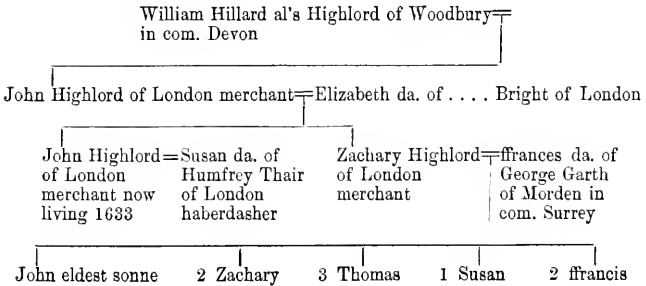 William Hillard al's Highlord of Woodbury=
in com. Devon
John Highlord of London merchant=Elizabeth da. of . . . . Bright of London
John Highlord=Susan da. of
of London
merchant now
living 1633
Humfrey Thair
of London
haberdasher
Zachary Highlord=ffrances da. of
of London
merchant
George Garth
of Morden in
com. Surrey
John eldest sonne 2 Zachary 3 Thomas 1 Susan 2 ffrancis